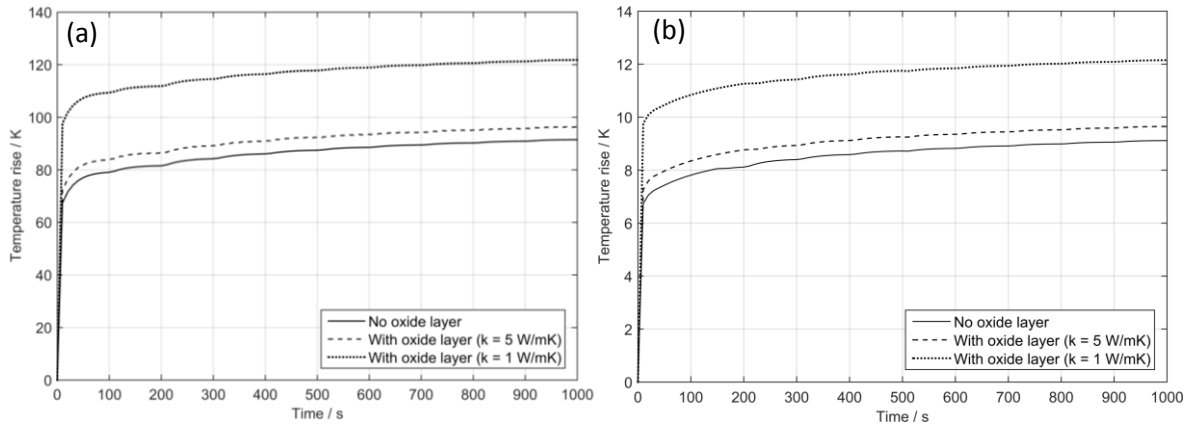 (a)
Temperature rise / K
140
120
100
80
60
40
20
0
0 100 200 300 400 500 600 700 800 900 1000
Time / s
No oxide layer
With oxide layer (k = 5 W/mK)
With oxide layer (k = 1 W/mK)
(b)
Temperature rise / K
14
12
10
8
6
4
2
0
0 100 200 300 400 500 600 700 800 900 1000
Time / s
No oxide layer
With oxide layer (k = 5 W/mK)
With oxide layer (k = 1 W/mK)